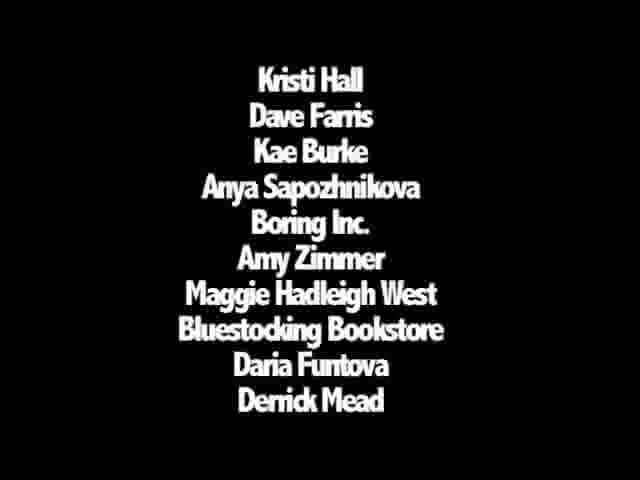 Kristi Hall
Dave Farris
Kae Burke
Anya Sapozhnikova
Boring Inc.
Amy Zimmer
Maggie Hadleigh West
Bluestocking Bookstore
Daria Funtova
Derrick Mead